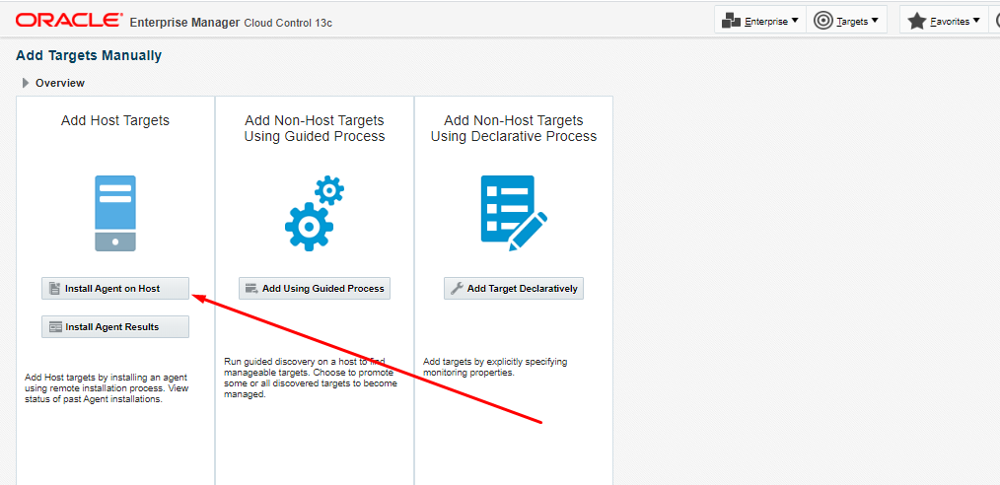 ORACLE Enterprise Manager Cloud Control 13c
Enterprise
Targets
Favorites
Add Targets Manually
Overview
Add Host Targets
Install Agent on Host
Install Agent Results
Add Host targets by installing an agent
using remote installation process. View
status of past Agent installations.
Add Non-Host Targets
Using Guided Process
Add Using Guided Process
Run guided discovery on a host to find
manageable targets. Choose to promote
some or all discovered targets to become
managed.
Add Non-Host Targets
Using Declarative Process
Add Target Declaratively
Add targets by explicitly specifying
monitoring properties.